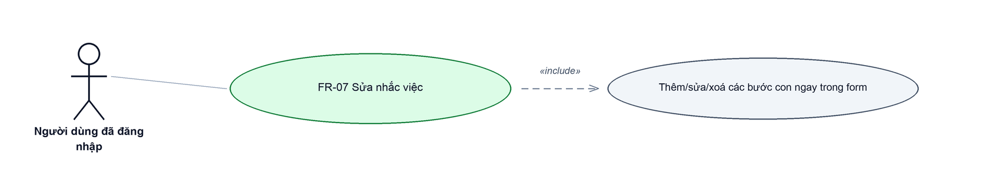 FR-07 Sửa nhắc việc
«include»
Thêm/sửa/xoá các bước con ngay trong form
Người dùng đã đăng
nhập